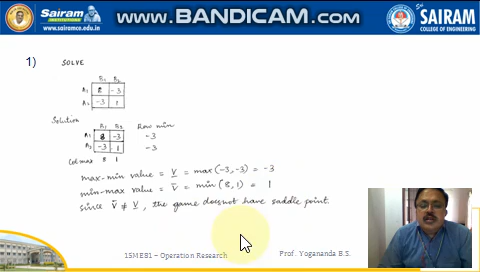 WWW.BANDICAM.COM
Sairam
INSTITUTIONS
www.sairamce.edu.in
SAIRAM
COLLEGE OF ENGINEERING
1) SOLVE
B₁ B₂
A₁ 8 -3
A₂ -3 1
Solution
B₁ B₂ Row min
A₁ 8 -3 -3
A₂ -3 1 -3
Col max 8 1
max-min value = V̲ = max(-3,-3) = -3
min-max value = V̄ = min(8,1) = 1
since V̄ ≠ V̲, the game doesnot have saddle point.
15ME81 – Operation Research
Prof. Yogananda B.S.